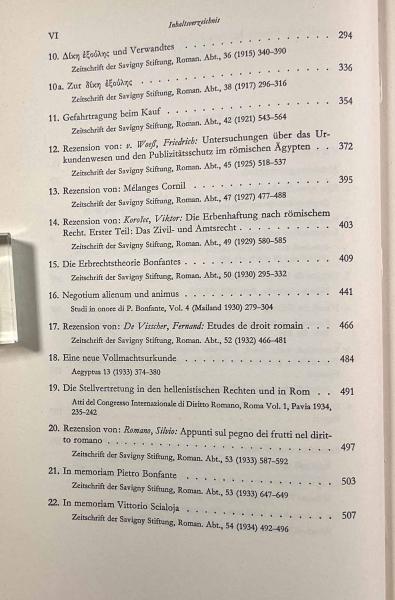 VI
Inhaltsverzeichnis
10. Δίκη ἐξούλης und Verwandtes . . . . . . . . . . . . . 294
Zeitschrift der Savigny Stiftung, Roman. Abt., 36 (1915) 340–390
10a. Zur δίκη ἐξούλης . . . . . . . . . . . . . . . . . . 336
Zeitschrift der Savigny Stiftung, Roman. Abt., 38 (1917) 296–316
11. Gefahrtragung beim Kauf . . . . . . . . . . . . . . . 354
Zeitschrift der Savigny Stiftung, Roman. Abt., 42 (1921) 543–564
12. Rezension von: v. Woeß, Friedrich: Untersuchungen über das Ur-
kundenwesen und den Publizitätsschutz im römischen Ägypten . . 372
Zeitschrift der Savigny Stiftung, Roman. Abt., 45 (1925) 518–537
13. Rezension von: Mélanges Cornil . . . . . . . . . . . . 395
Zeitschrift der Savigny Stiftung, Roman. Abt., 47 (1927) 477–488
14. Rezension von: Korošec, Viktor: Die Erbenhaftung nach römischem
Recht. Erster Teil: Das Zivil- und Amtsrecht . . . . . . . 403
Zeitschrift der Savigny Stiftung, Roman. Abt., 49 (1929) 580–585
15. Die Erbrechtstheorie Bonfantes . . . . . . . . . . . . . 409
Zeitschrift der Savigny Stiftung, Roman. Abt., 50 (1930) 295–332
16. Negotium alienum und animus . . . . . . . . . . . . . 441
Studi in onore di P. Bonfante, Vol. 4 (Mailand 1930) 279–304
17. Rezension von: De Visscher, Fernand: Etudes de droit romain . . . 466
Zeitschrift der Savigny Stiftung, Roman. Abt., 52 (1932) 466–481
18. Eine neue Vollmachtsurkunde . . . . . . . . . . . . . 484
Aegyptus 13 (1933) 374–380
19. Die Stellvertretung in den hellenistischen Rechten und in Rom . . 491
Atti del Congresso Internazionale di Diritto Romano, Roma Vol. 1, Pavia 1934,
235–242
20. Rezension von: Romano, Silvio: Appunti sul pegno dei frutti nel dirit-
to romano . . . . . . . . . . . . . . . . . . . . . . 497
Zeitschrift der Savigny Stiftung, Roman. Abt., 53 (1933) 587–592
21. In memoriam Pietro Bonfante . . . . . . . . . . . . . 503
Zeitschrift der Savigny Stiftung, Roman. Abt., 53 (1933) 647–649
22. In memoriam Vittorio Scialoja . . . . . . . . . . . . . 507
Zeitschrift der Savigny Stiftung, Roman. Abt., 54 (1934) 492–496